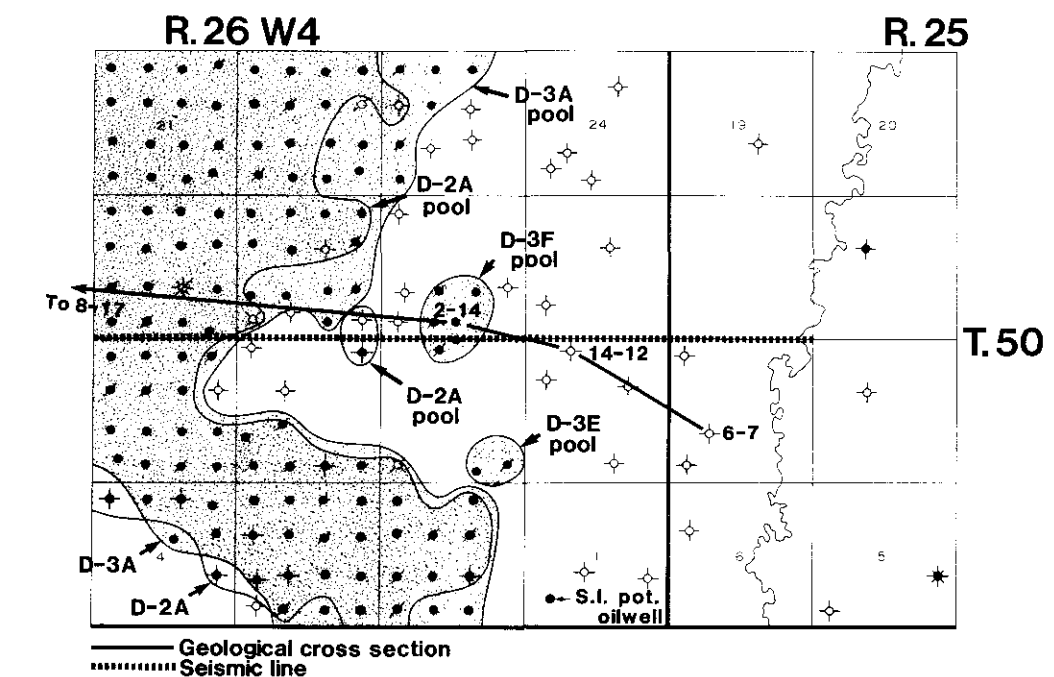 R. 26 W4
R. 25
D-3A
pool
21
24
19
20
D-2A
pool
D-3F
pool
To 8-17
2-14
T. 50
14-12
D-2A
pool
6-7
D-3E
pool
D-3A
4
1
6
5
D-2A
S.I. pot.
oilwell
Geological cross section
Seismic line